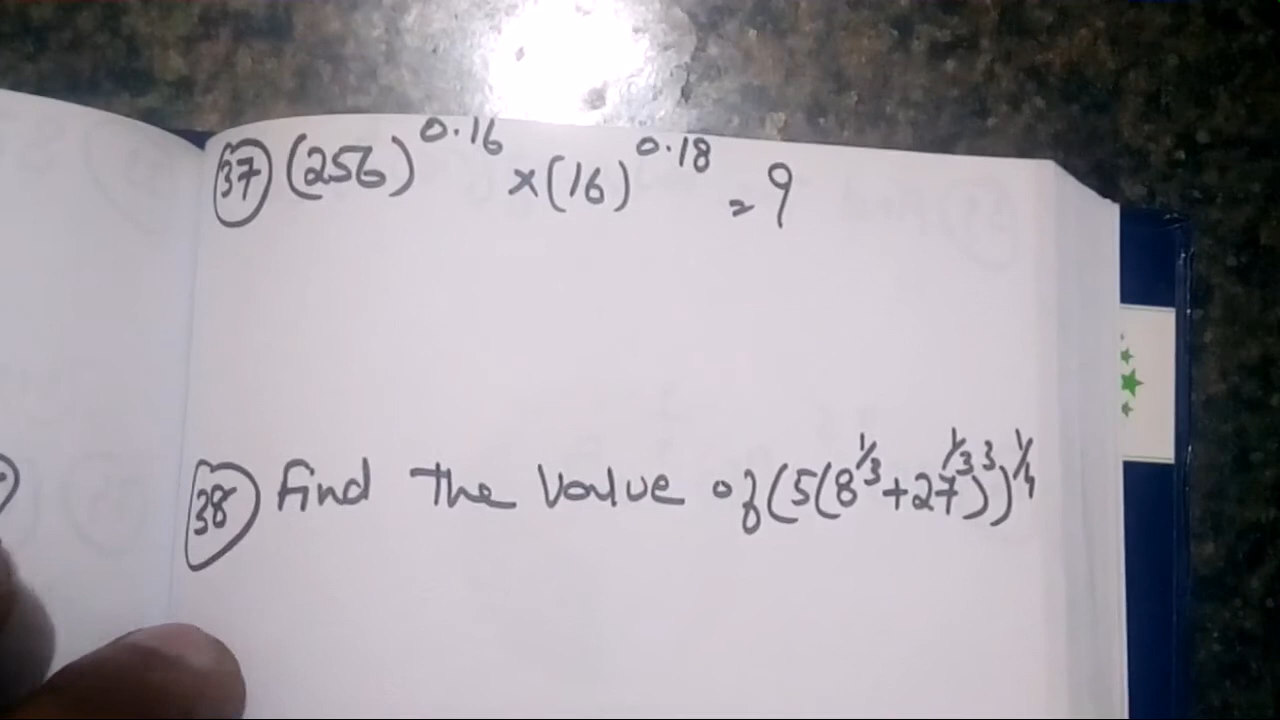 37 (256)^0.16 × (16)^0.18 = ?
38 Find the value of (5(8^1/3+27^1/3)^3)^1/4